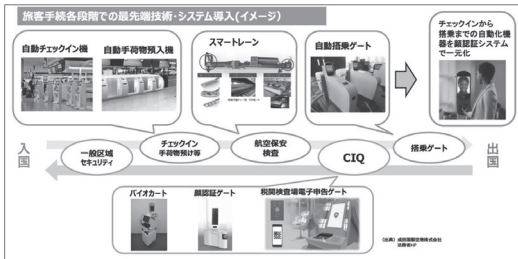 旅客手続各段階での最先端技術・システム導入(イメージ)
自動チェックイン機
自動手荷物預入機
スマートレーン
自動搭乗ゲート
チェックインから
搭乗までの自動化機
器を顔認証システム
で一元化
入国
一般区域
セキュリティ
チェックイン
手荷物預け等
航空保安
検査
CIQ
搭乗ゲート
出国
バイオカート
顔認証ゲート
税関検査場電子申告ゲート
(出典)成田国際空港株式会社
法務省HP